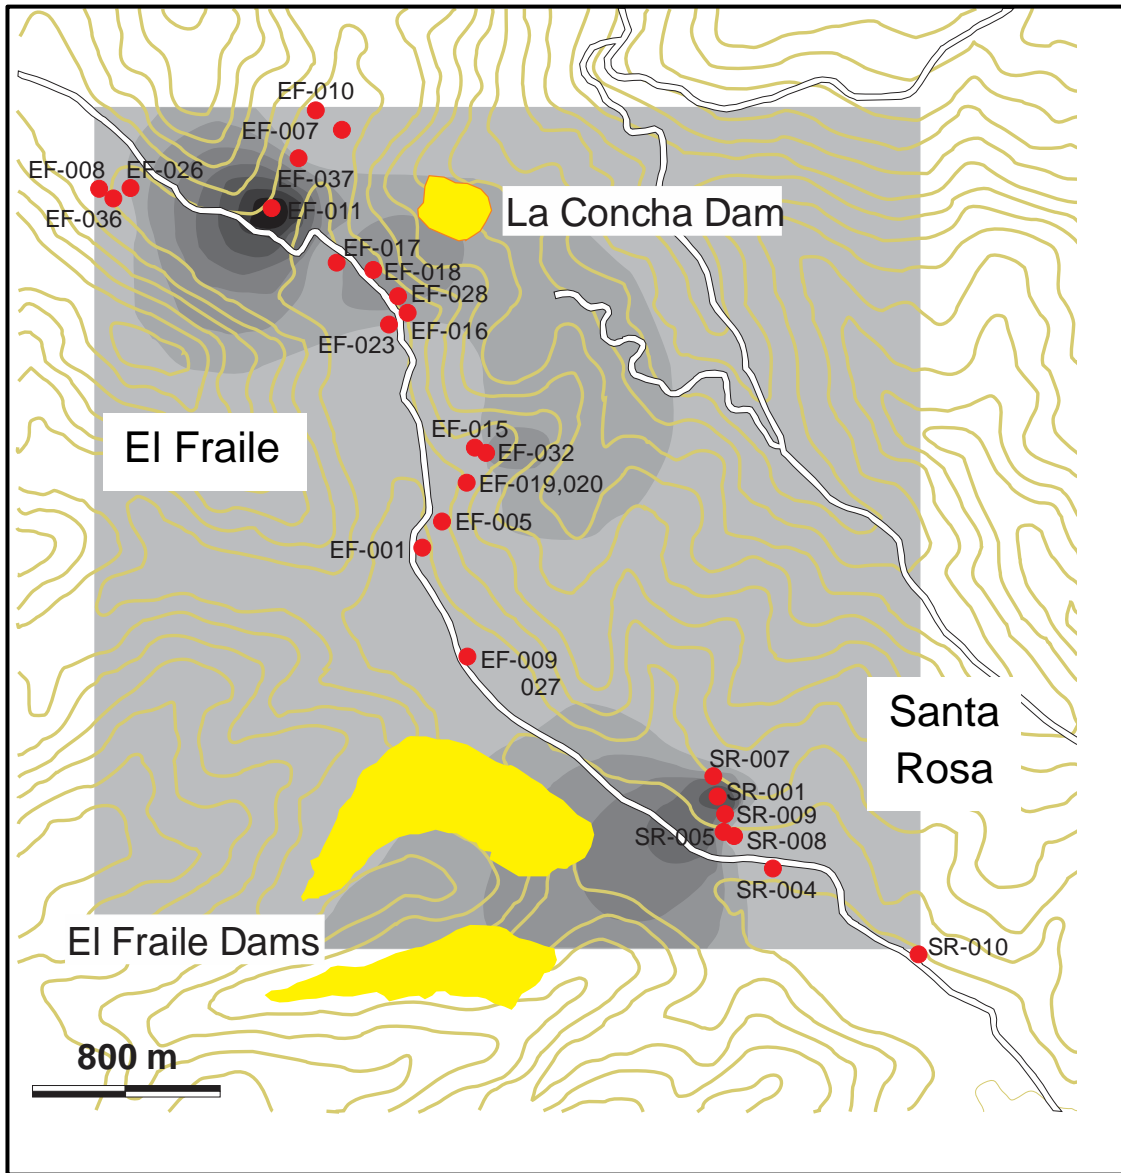 EF-010
EF-007
EF-008
EF-026
EF-037
EF-036
EF-011
La Concha Dam
EF-017
EF-018
EF-028
EF-016
EF-023
El Fraile
EF-015
EF-032
EF-019,020
EF-005
EF-001
EF-009
027
Santa
Rosa
SR-007
SR-001
SR-009
SR-005
SR-008
SR-004
El Fraile Dams
SR-010
800 m